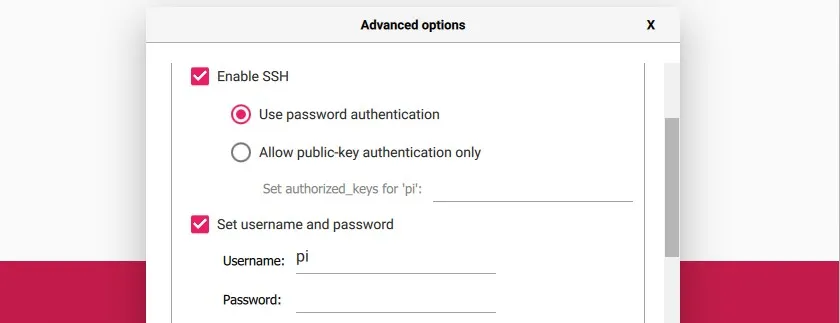 Advanced options X
Enable SSH
Use password authentication
Allow public-key authentication only
Set authorized_keys for 'pi':
Set username and password
Username: pi
Password: